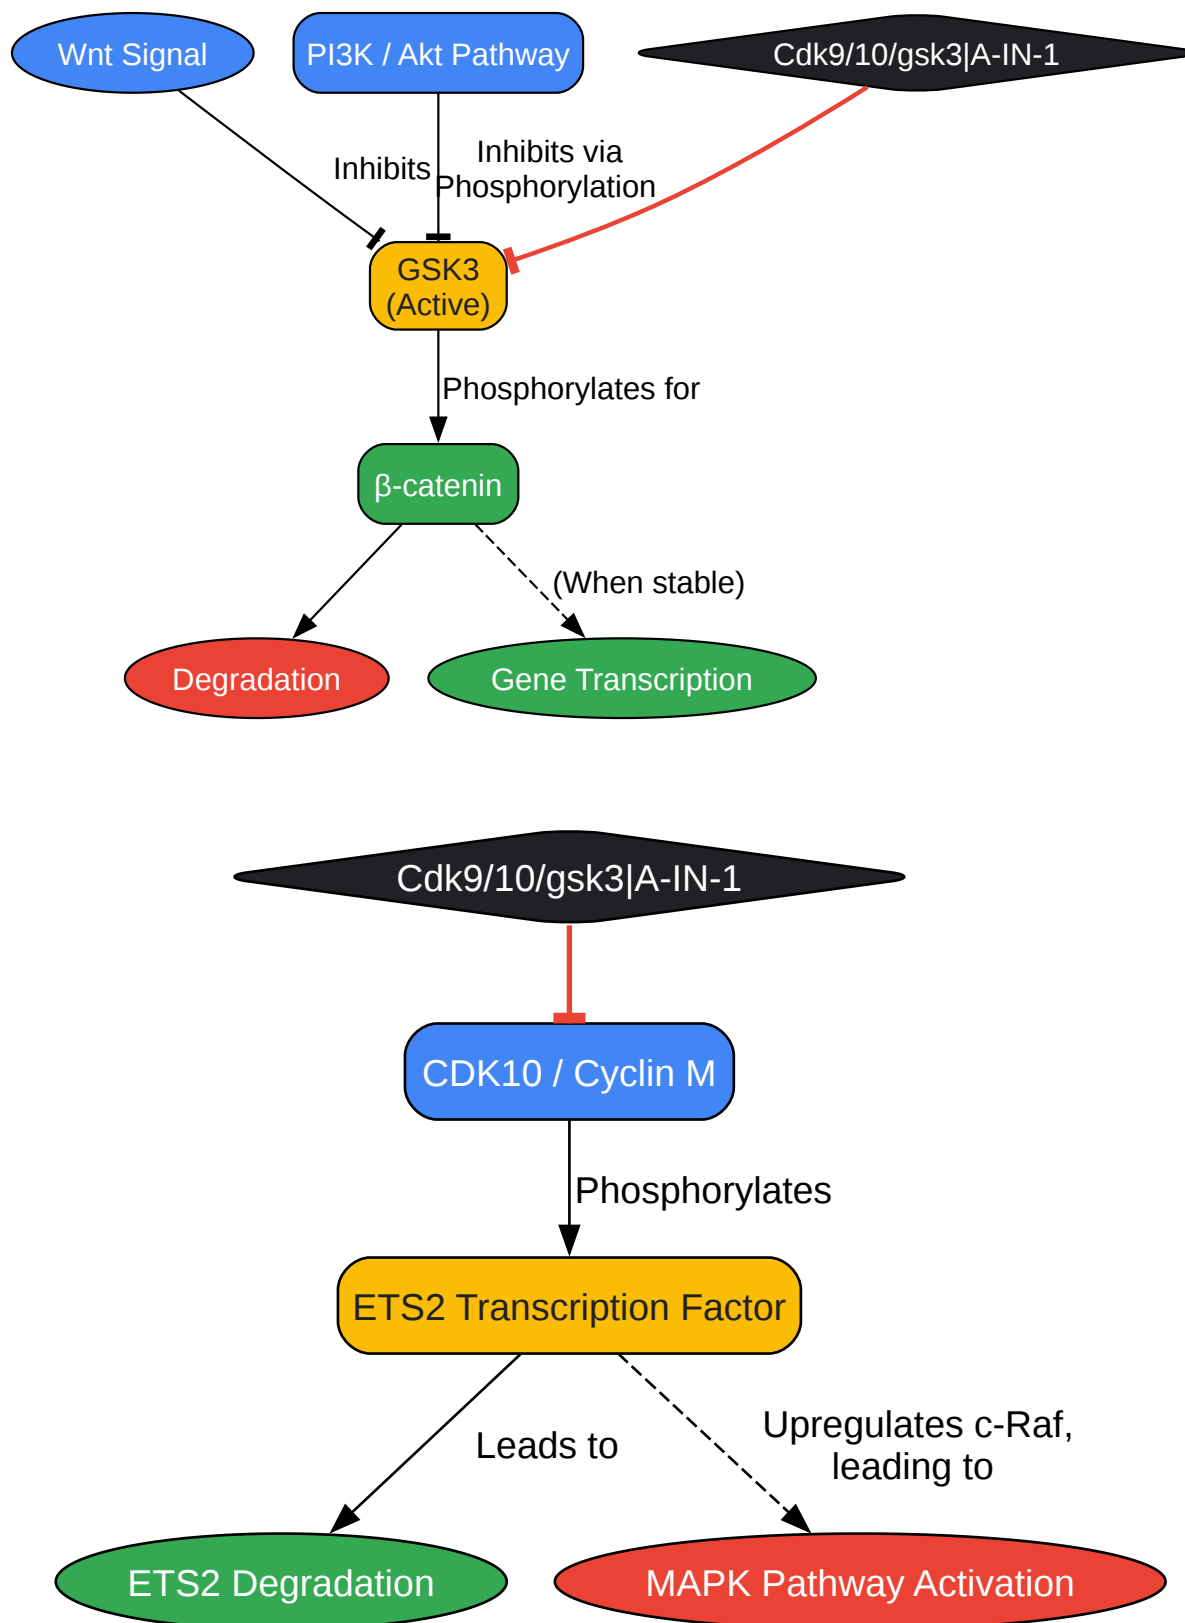 Wnt Signal
PI3K / Akt Pathway
Cdk9/10/gsk3|A-IN-1
Inhibits
Inhibits via
Phosphorylation
GSK3
(Active)
Phosphorylates for
β-catenin
(When stable)
Degradation
Gene Transcription
Cdk9/10/gsk3|A-IN-1
CDK10 / Cyclin M
Phosphorylates
ETS2 Transcription Factor
Leads to
Upregulates c-Raf,
leading to
ETS2 Degradation
MAPK Pathway Activation